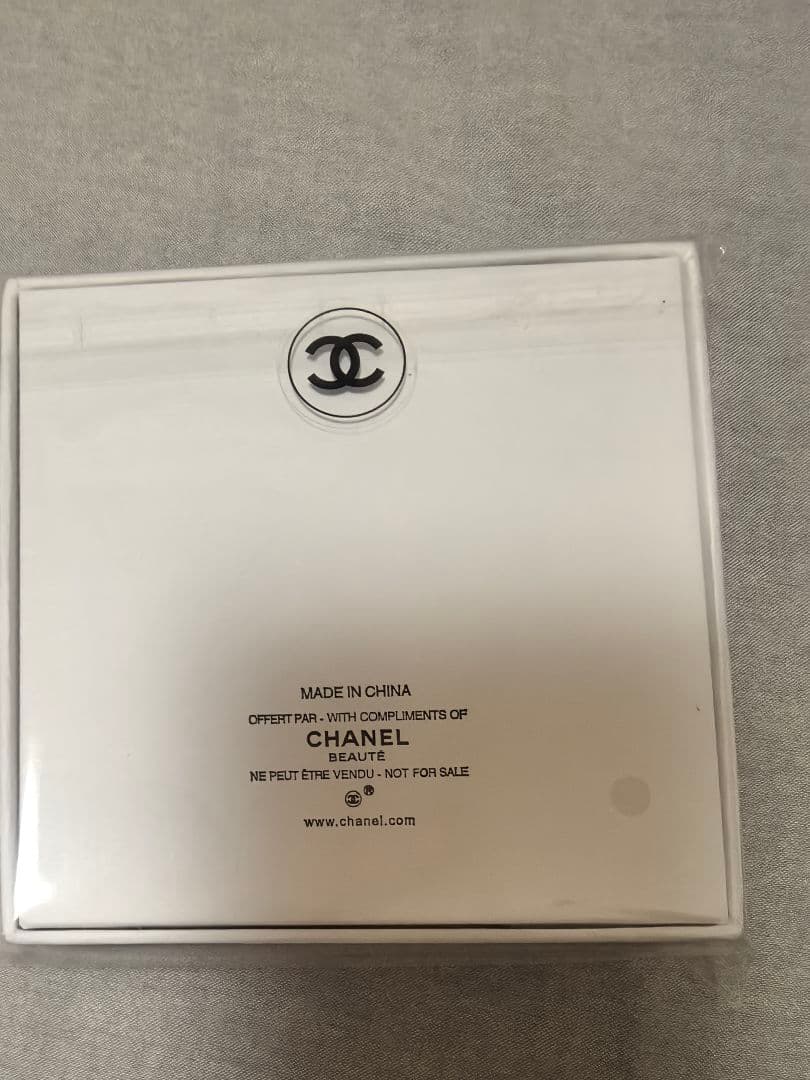 MADE IN CHINA
OFFERT PAR - WITH COMPLIMENTS OF
CHANEL
BEAUTÉ
NE PEUT ÊTRE VENDU - NOT FOR SALE
®
www.chanel.com